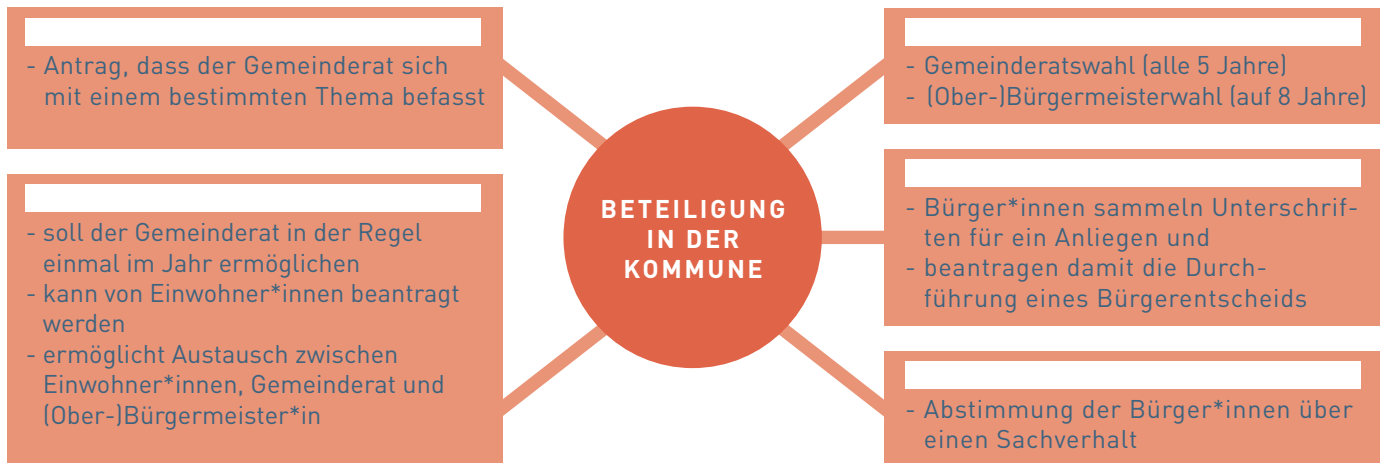 - Antrag, dass der Gemeinderat sich
mit einem bestimmten Thema befasst
- soll der Gemeinderat in der Regel
einmal im Jahr ermöglichen
- kann von Einwohner*innen beantragt
werden
- ermöglicht Austausch zwischen
Einwohner*innen, Gemeinderat und
(Ober-)Bürgermeister*in
BETEILIGUNG
IN DER
KOMMUNE
- Gemeinderatswahl (alle 5 Jahre)
- (Ober-)Bürgermeisterwahl (auf 8 Jahre)
- Bürger*innen sammeln Unterschrif-
ten für ein Anliegen und
- beantragen damit die Durch-
führung eines Bürgerentscheids
- Abstimmung der Bürger*innen über
einen Sachverhalt